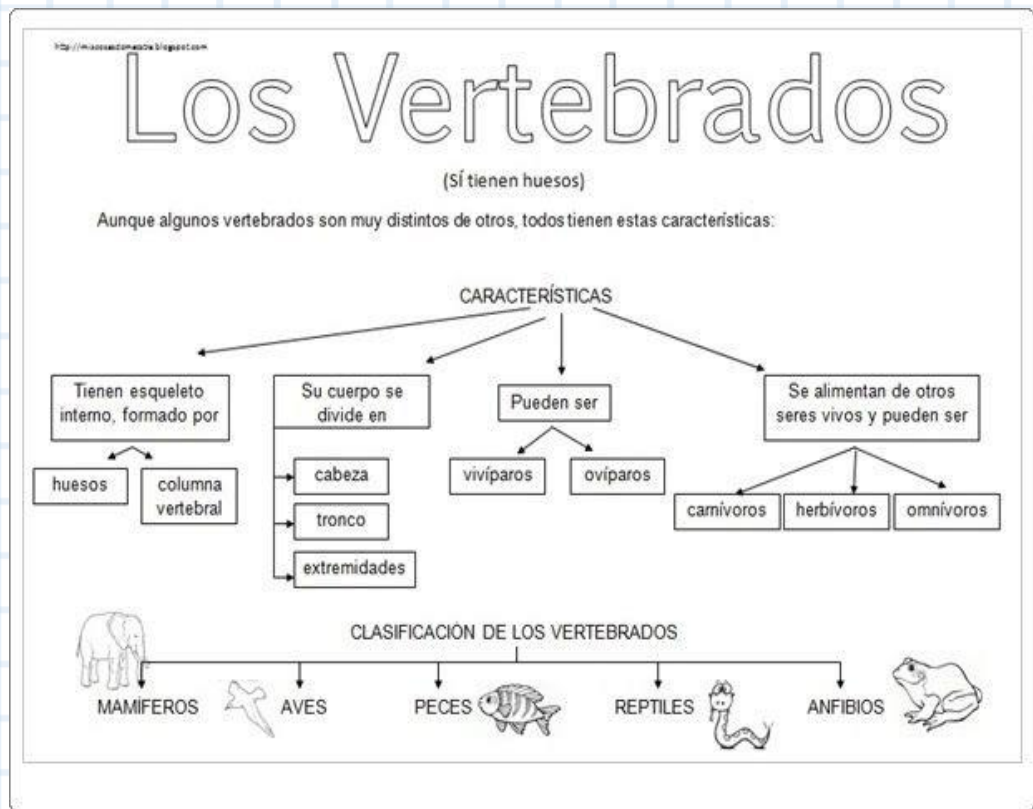 Los Vertebrados
(SÍ tienen huesos)
Aunque algunos vertebrados son muy distintos de otros, todos tienen estas características:
CARACTERÍSTICAS
Tienen esqueleto
interno, formado por
huesos
columna
vertebral
Su cuerpo se
divide en
cabeza
tronco
extremidades
Pueden ser
vivíparos
ovíparos
Se alimentan de otros
seres vivos y pueden ser
carnívoros
herbívoros
omnívoros
CLASIFICACIÓN DE LOS VERTEBRADOS
MAMÍFEROS
AVES
PECES
REPTILES
ANFIBIOS